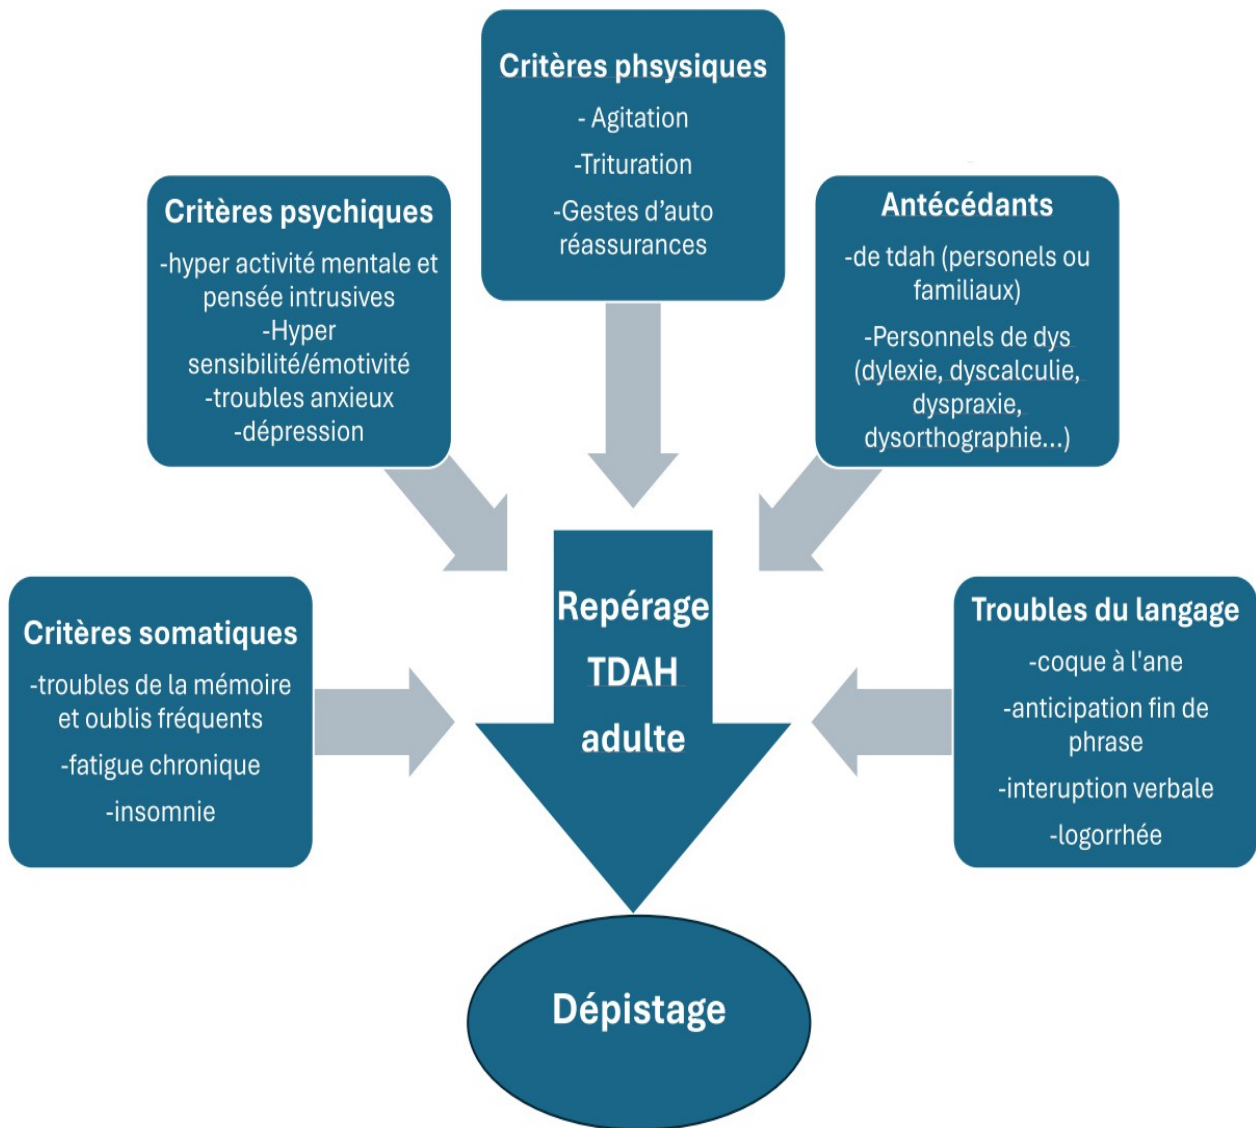 Critères phsysiques
- Agitation
-Trituration
-Gestes d’auto
réassurances
Critères psychiques
-hyper activité mentale et
pensée intrusives
-Hyper
sensibilité/émotivité
-troubles anxieux
-dépression
Antécédants
-de tdah (personels ou
familiaux)
-Personnels de dys
(dylexie, dyscalculie,
dyspraxie,
dysorthographie...)
Critères somatiques
-troubles de la mémoire
et oublis fréquents
-fatigue chronique
-insomnie
Repérage
TDAH
adulte
Troubles du langage
-coque à l'ane
-anticipation fin de
phrase
-interuption verbale
-logorrhée
Dépistage